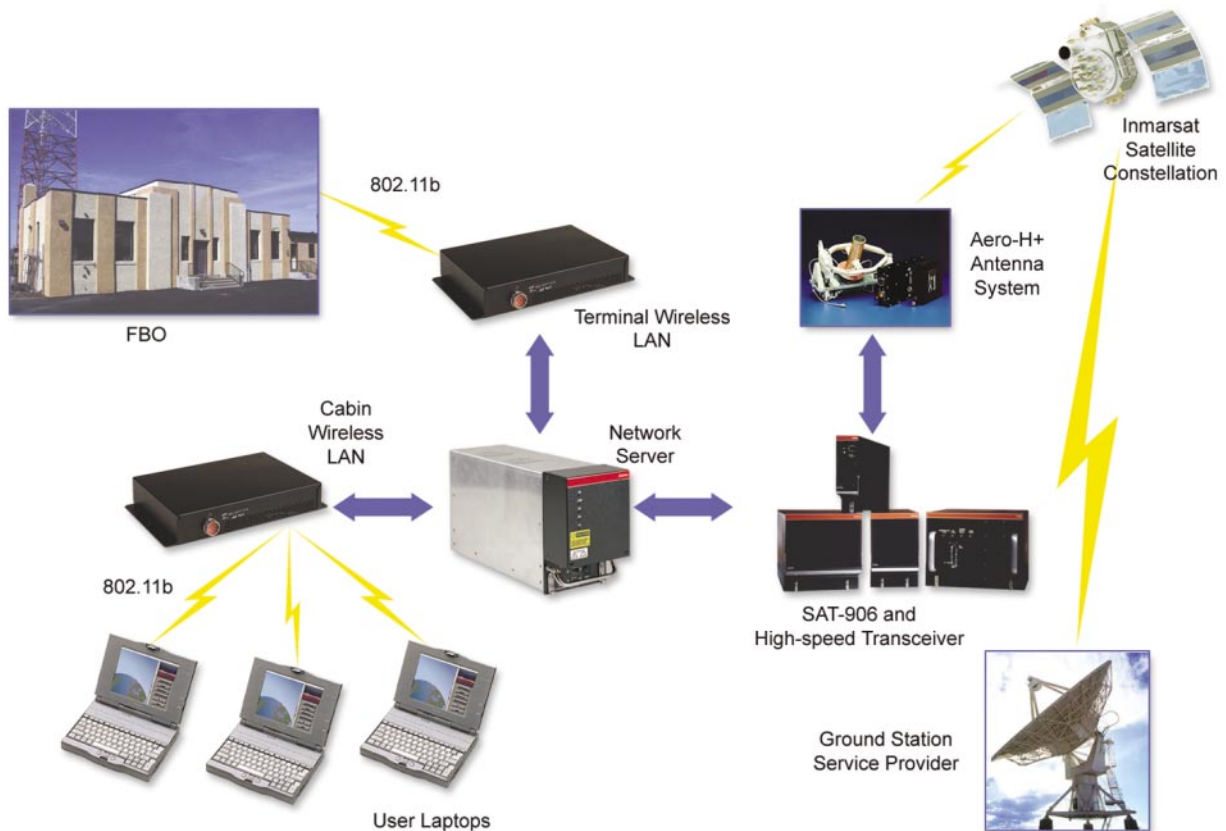 Inmarsat
Satellite
Constellation
802.11b
Aero-H+
Antenna
System
FBO
Terminal Wireless
LAN
Cabin
Wireless
LAN
Network
Server
802.11b
SAT-906 and
High-speed Transceiver
Ground Station
Service Provider
User Laptops